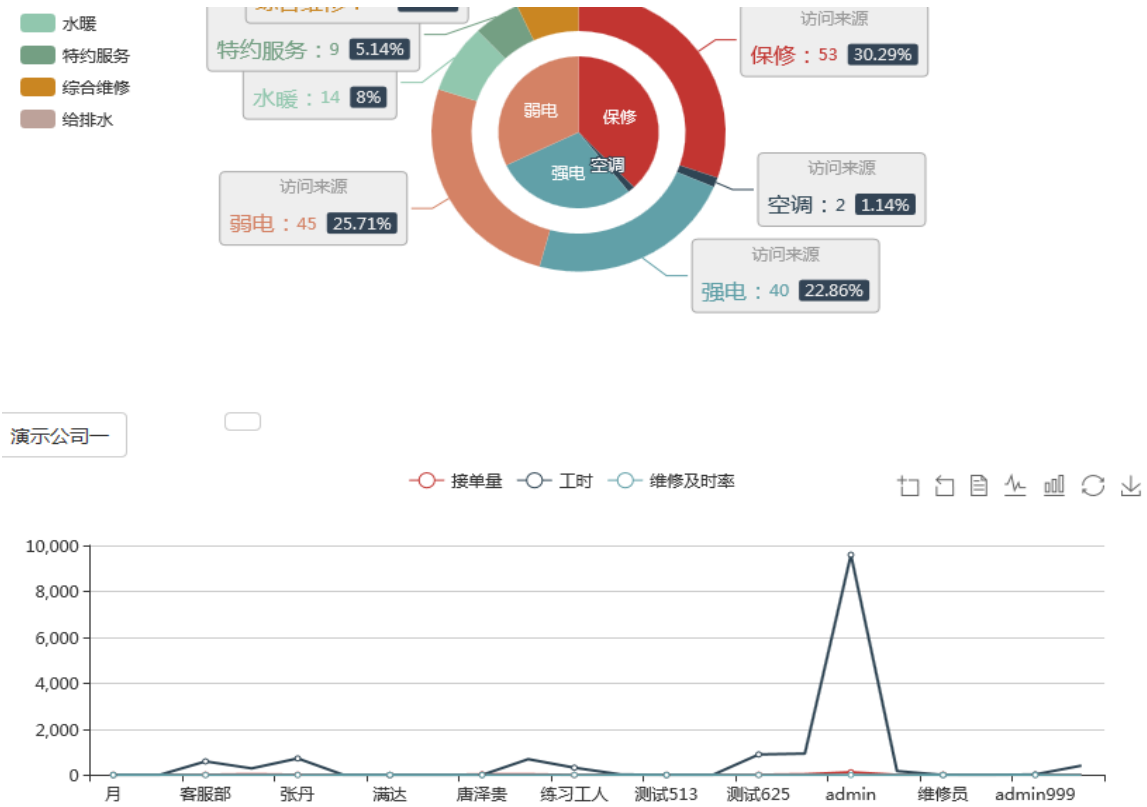 水暖
特约服务
综合维修
给排水
综合维修：
特约服务：9 5.14%
水暖：14 8%
访问来源
弱电：45 25.71%
访问来源
保修：53 30.29%
访问来源
空调：2 1.14%
访问来源
强电：40 22.86%
弱电
保修
强电
空调
演示公司一
接单量
工时
维修及时率
10,000
8,000
6,000
4,000
2,000
0
月
客服部
张丹
满达
唐泽贵
练习工人
测试513
测试625
admin
维修员
admin999